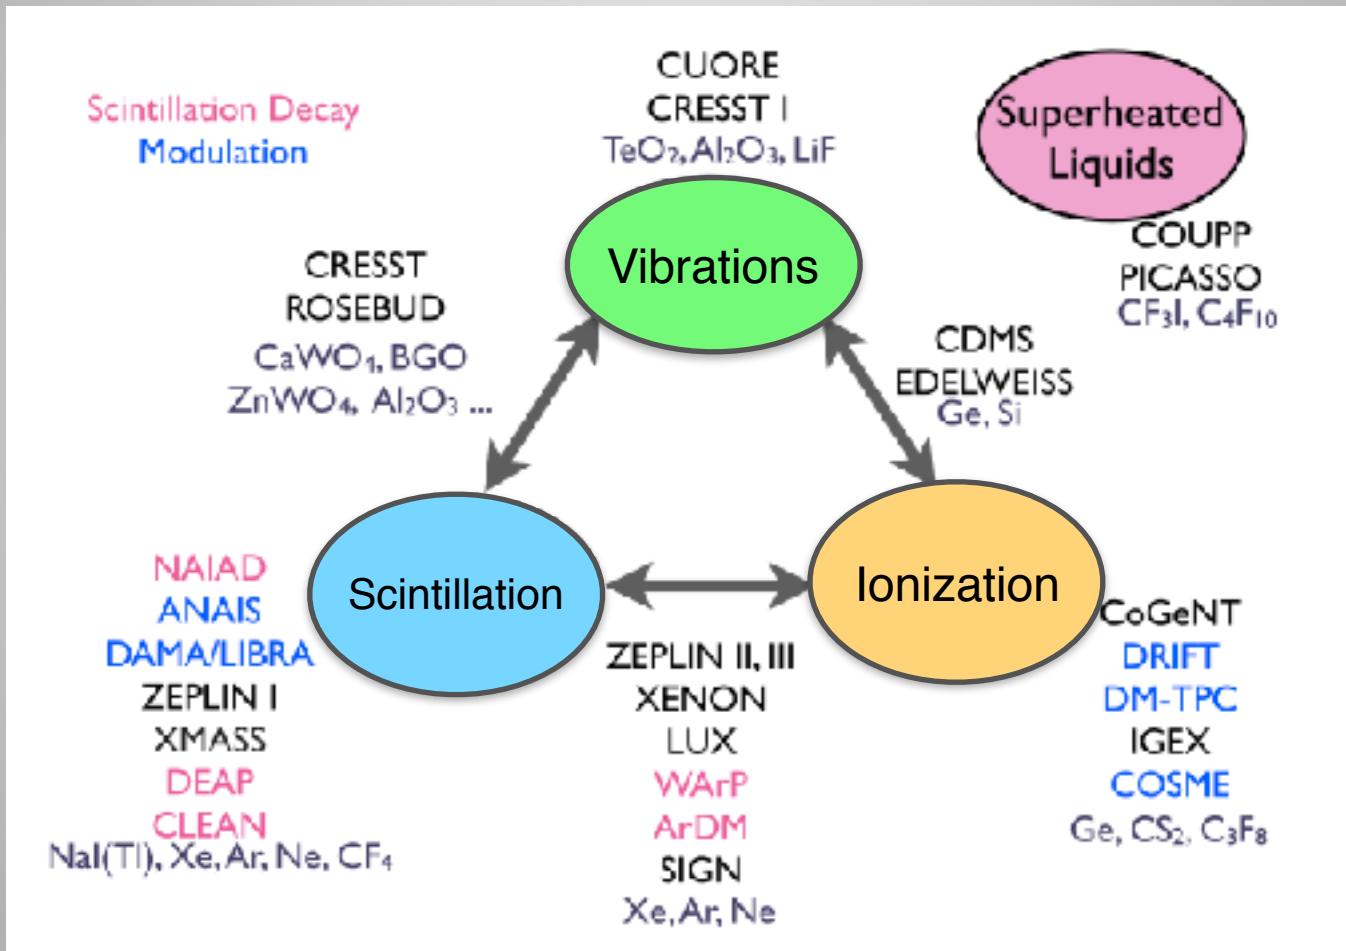 Scintillation Decay
Modulation
CUORE
CRESST I
TeO₂, Al₂O₃, LiF
Superheated
Liquids
COUPP
PICASSO
CF₃I, C₄F₁₀
Vibrations
CRESST
ROSEBUD
CaWO₄, BGO
ZnWO₄, Al₂O₃ ...
CDMS
EDELWEISS
Ge, Si
Scintillation
Ionization
NAIAD
ANAIS
DAMA/LIBRA
ZEPLIN I
XMASS
DEAP
CLEAN
NaI(Tl), Xe, Ar, Ne, CF₄
ZEPLIN II, III
XENON
LUX
WArP
ArDM
SIGN
Xe, Ar, Ne
CoGeNT
DRIFT
DM-TPC
IGEX
COSME
Ge, CS₂, C₃F₈